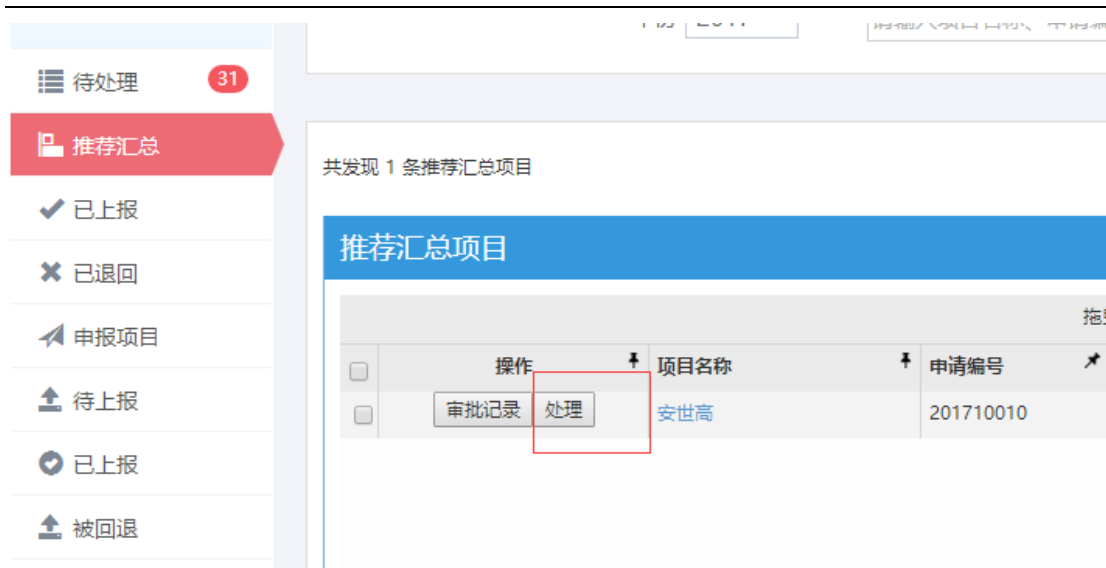 2017
待处理 31
推荐汇总
已上报
已退回
申报项目
待上报
已上报
被回退
共发现 1 条推荐汇总项目
推荐汇总项目
操作 项目名称 申请编号
审批记录 处理 安世高 201710010